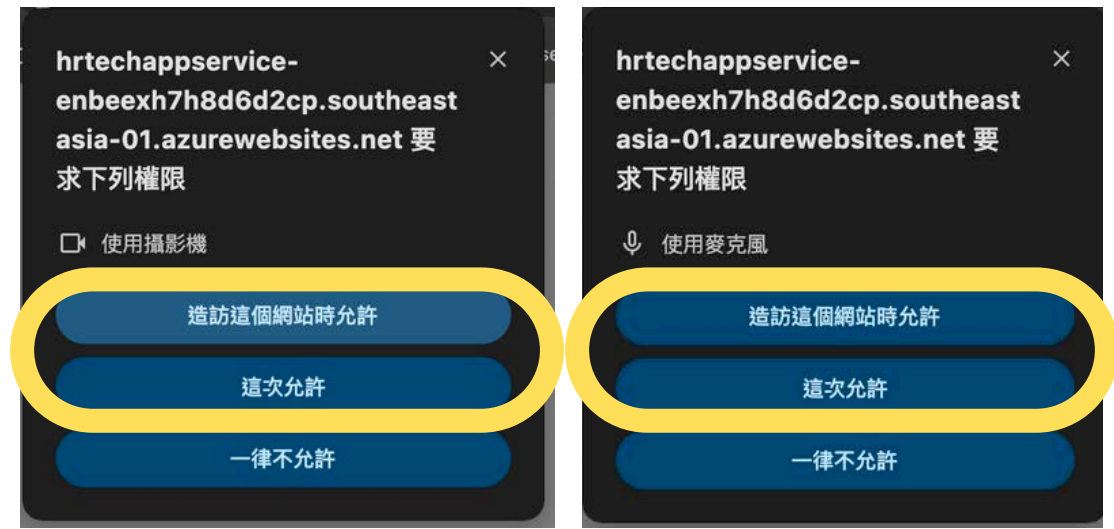 hrtechappservice-
enbeexh7h8d6d2cp.southeast
asia-01.azurewebsites.net 要
求下列權限
使用攝影機
造訪這個網站時允許
這次允許
一律不允許
hrtechappservice-
enbeexh7h8d6d2cp.southeast
asia-01.azurewebsites.net 要
求下列權限
使用麥克風
造訪這個網站時允許
這次允許
一律不允許